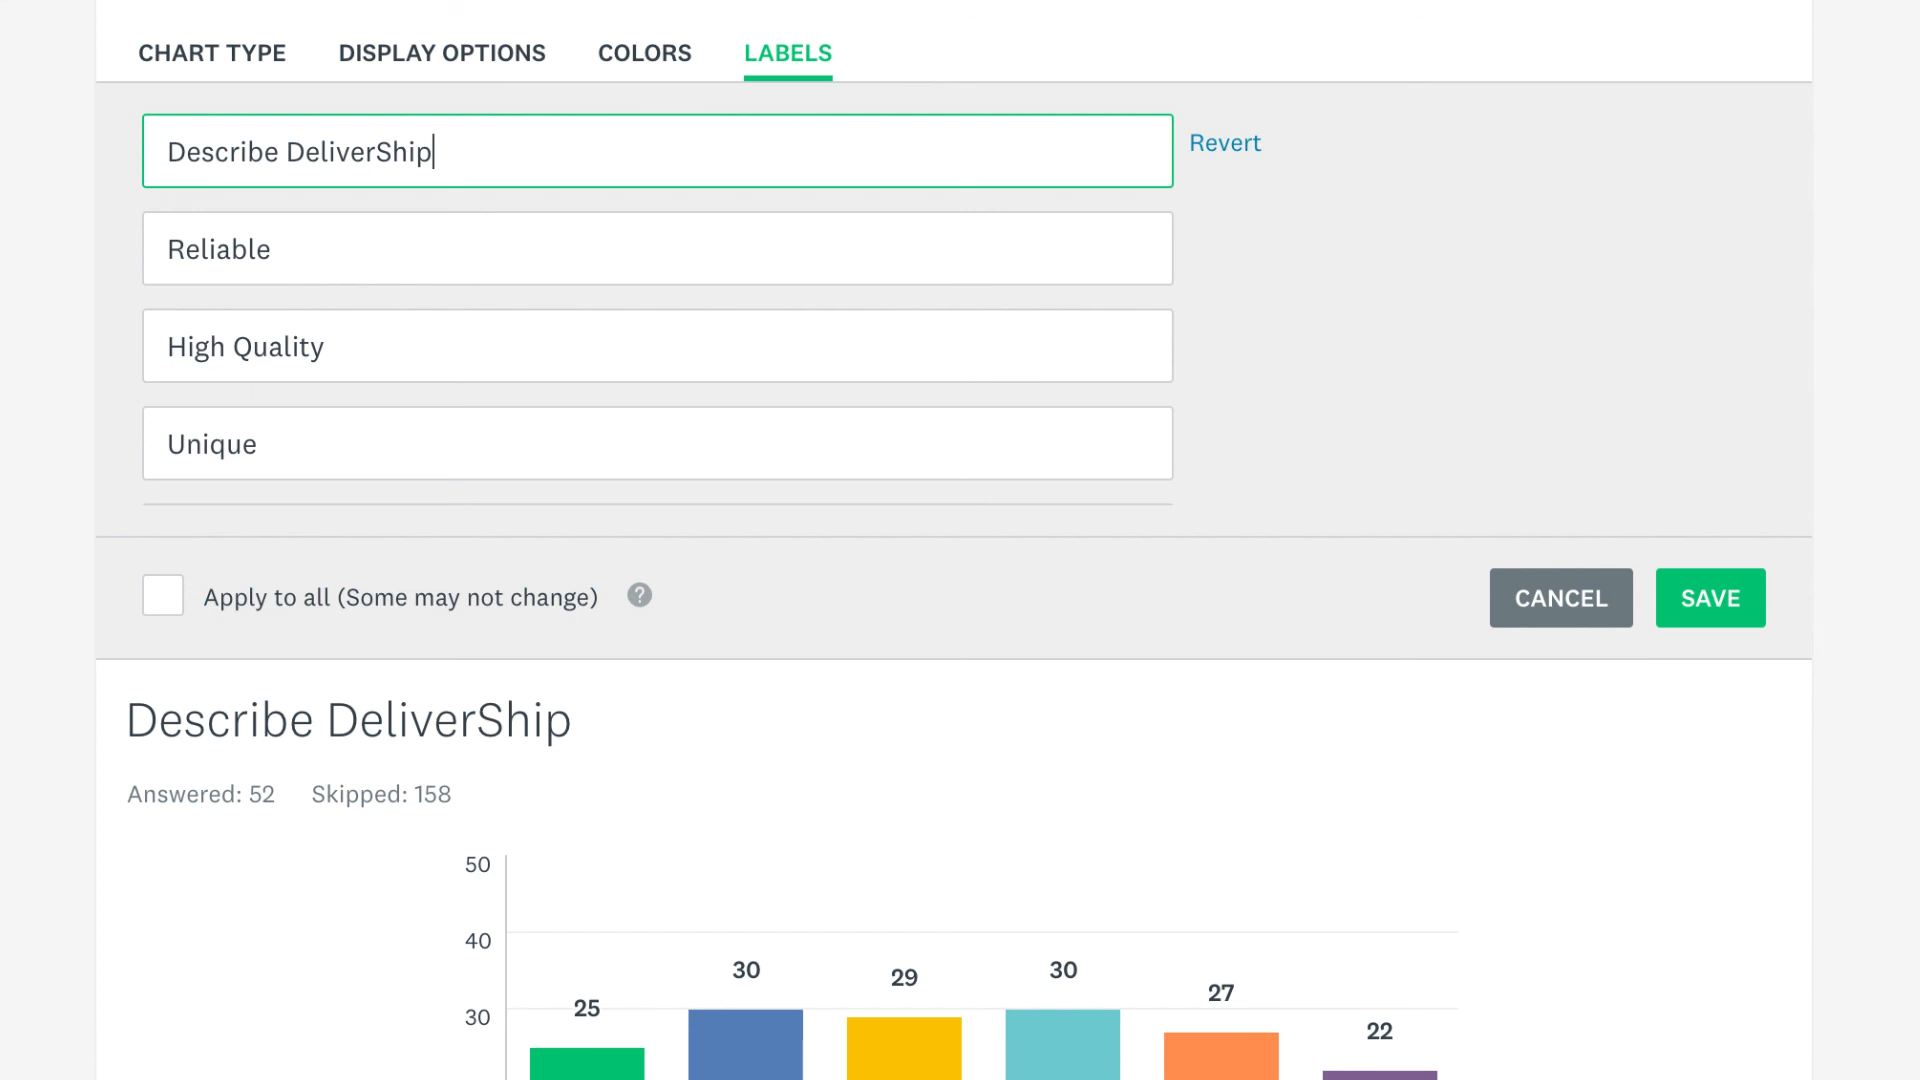 CHART TYPE DISPLAY OPTIONS COLORS LABELS
Describe DeliverShip Revert
Reliable
High Quality
Unique
Apply to all (Some may not change) ? CANCEL SAVE
Describe DeliverShip
Answered: 52 Skipped: 158
50
40
30 29 30
25 27
30 22